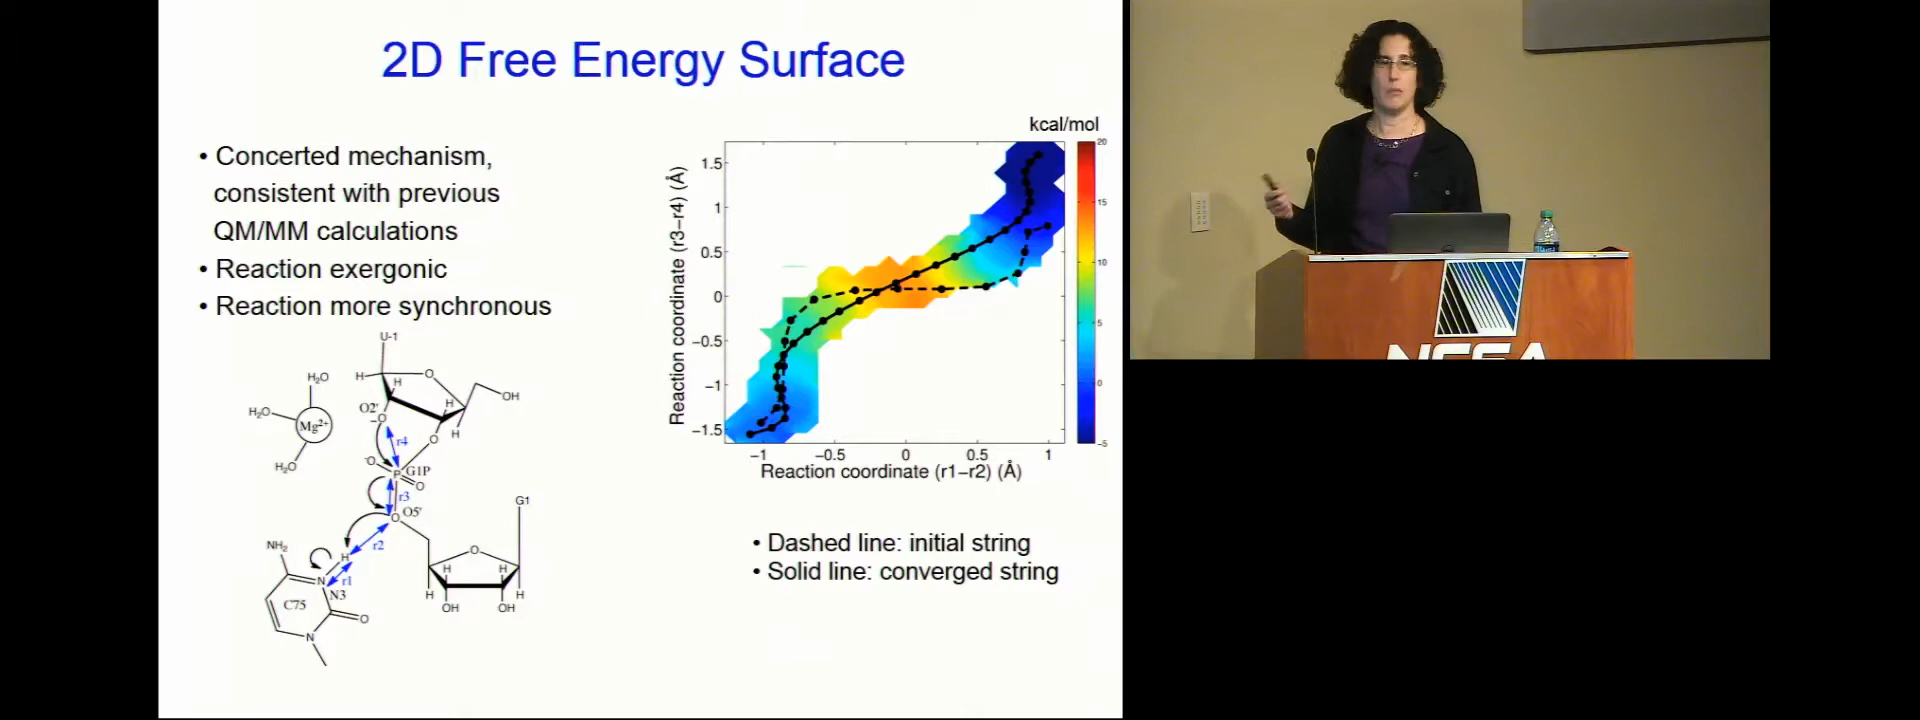 2D Free Energy Surface
• Concerted mechanism,
consistent with previous
QM/MM calculations
• Reaction exergonic
• Reaction more synchronous
U-1
H
H
O
H
H
OH
O2'
-O
O
r4
-O
P
G1P
O
r3
O
O5'
r2
H
r1
N
N3
NH2
C75
N
O
H2O
H2O
Mg2+
H2O
G1
O
H
H
H
H
OH
OH
kcal/mol
20
15
10
5
0
−5
Reaction coordinate (r3−r4) (Å)
1.5
1
0.5
0
−0.5
−1
−1.5
−1
−0.5
0
0.5
1
Reaction coordinate (r1−r2) (Å)
• Dashed line: initial string
• Solid line: converged string
NCSA